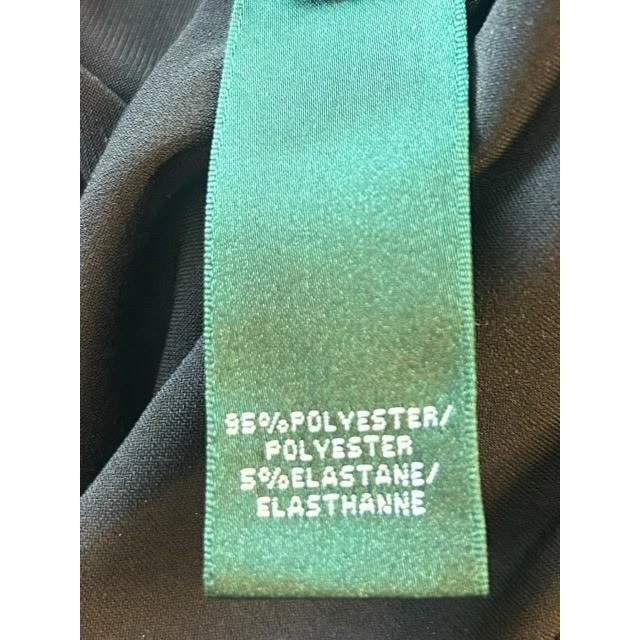 95%POLYESTER/
POLYESTER
5%ELASTANE/
ELASTHANNE